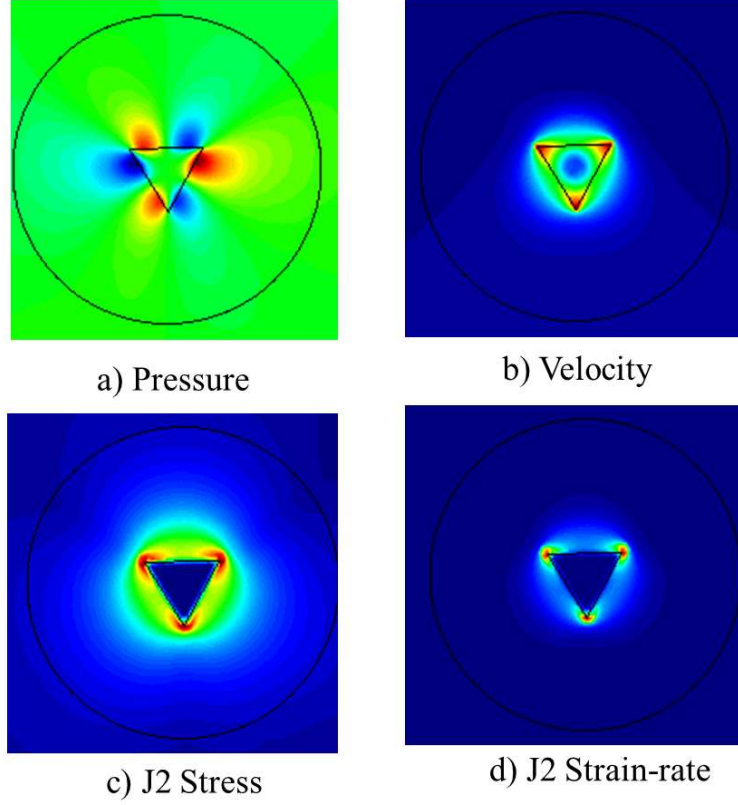 a) Pressure
b) Velocity
c) J2 Stress
d) J2 Strain-rate